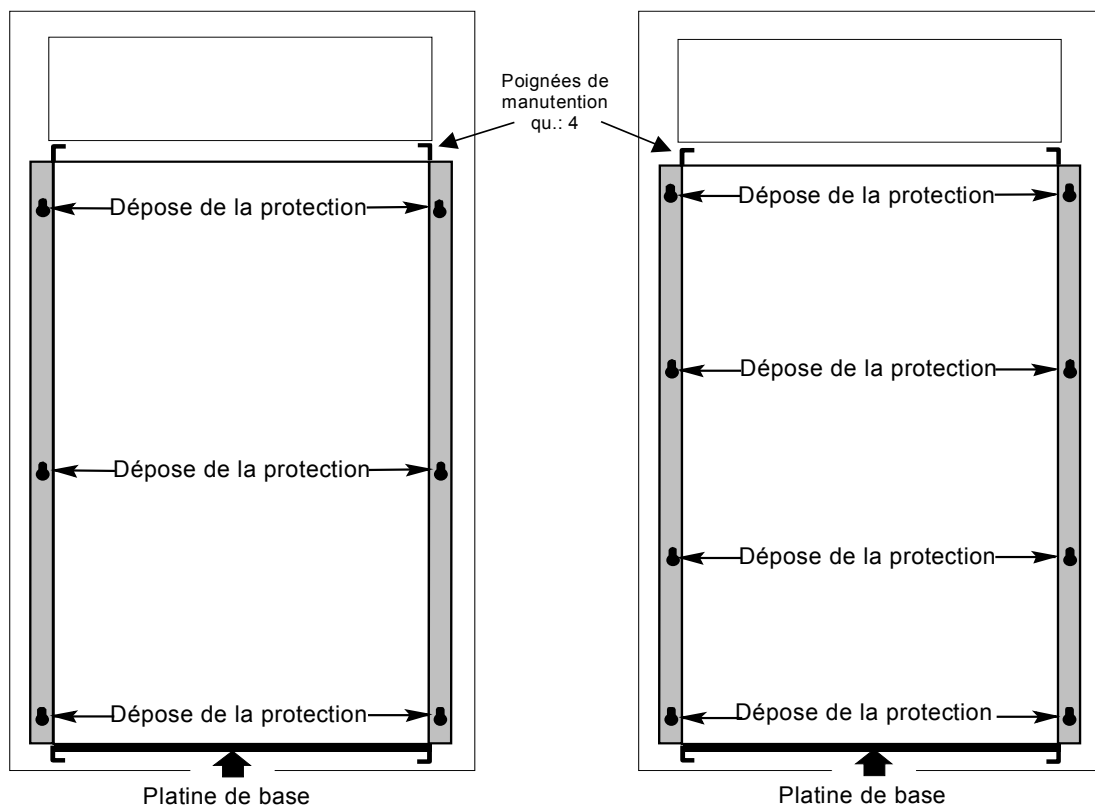 Poignées de
manutention
qu.: 4
Dépose de la protection
Dépose de la protection
Dépose de la protection
Platine de base
Dépose de la protection
Dépose de la protection
Dépose de la protection
Dépose de la protection
Platine de base